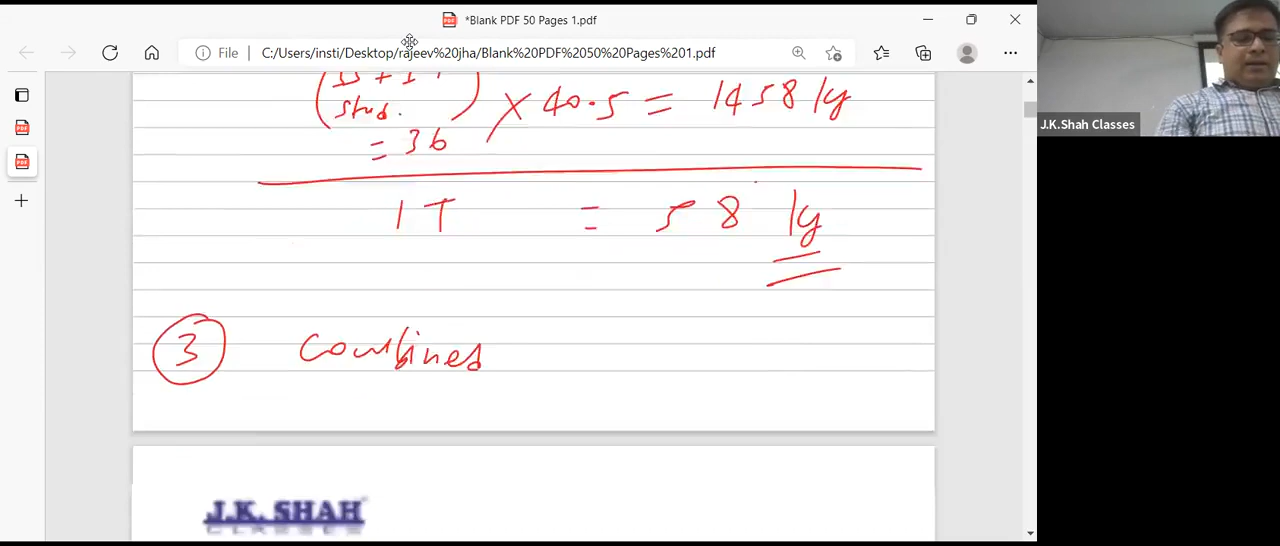 *Blank PDF 50 Pages 1.pdf
File C:/Users/insti/Desktop/rajeev%20jha/Blank%20PDF%2050%20Pages%201.pdf
J.K.Shah Classes
Stud. × 40.5 = 1458 kg
= 36
1 T = 58 kg
3 Combined
J.K. SHAH
CLASSES